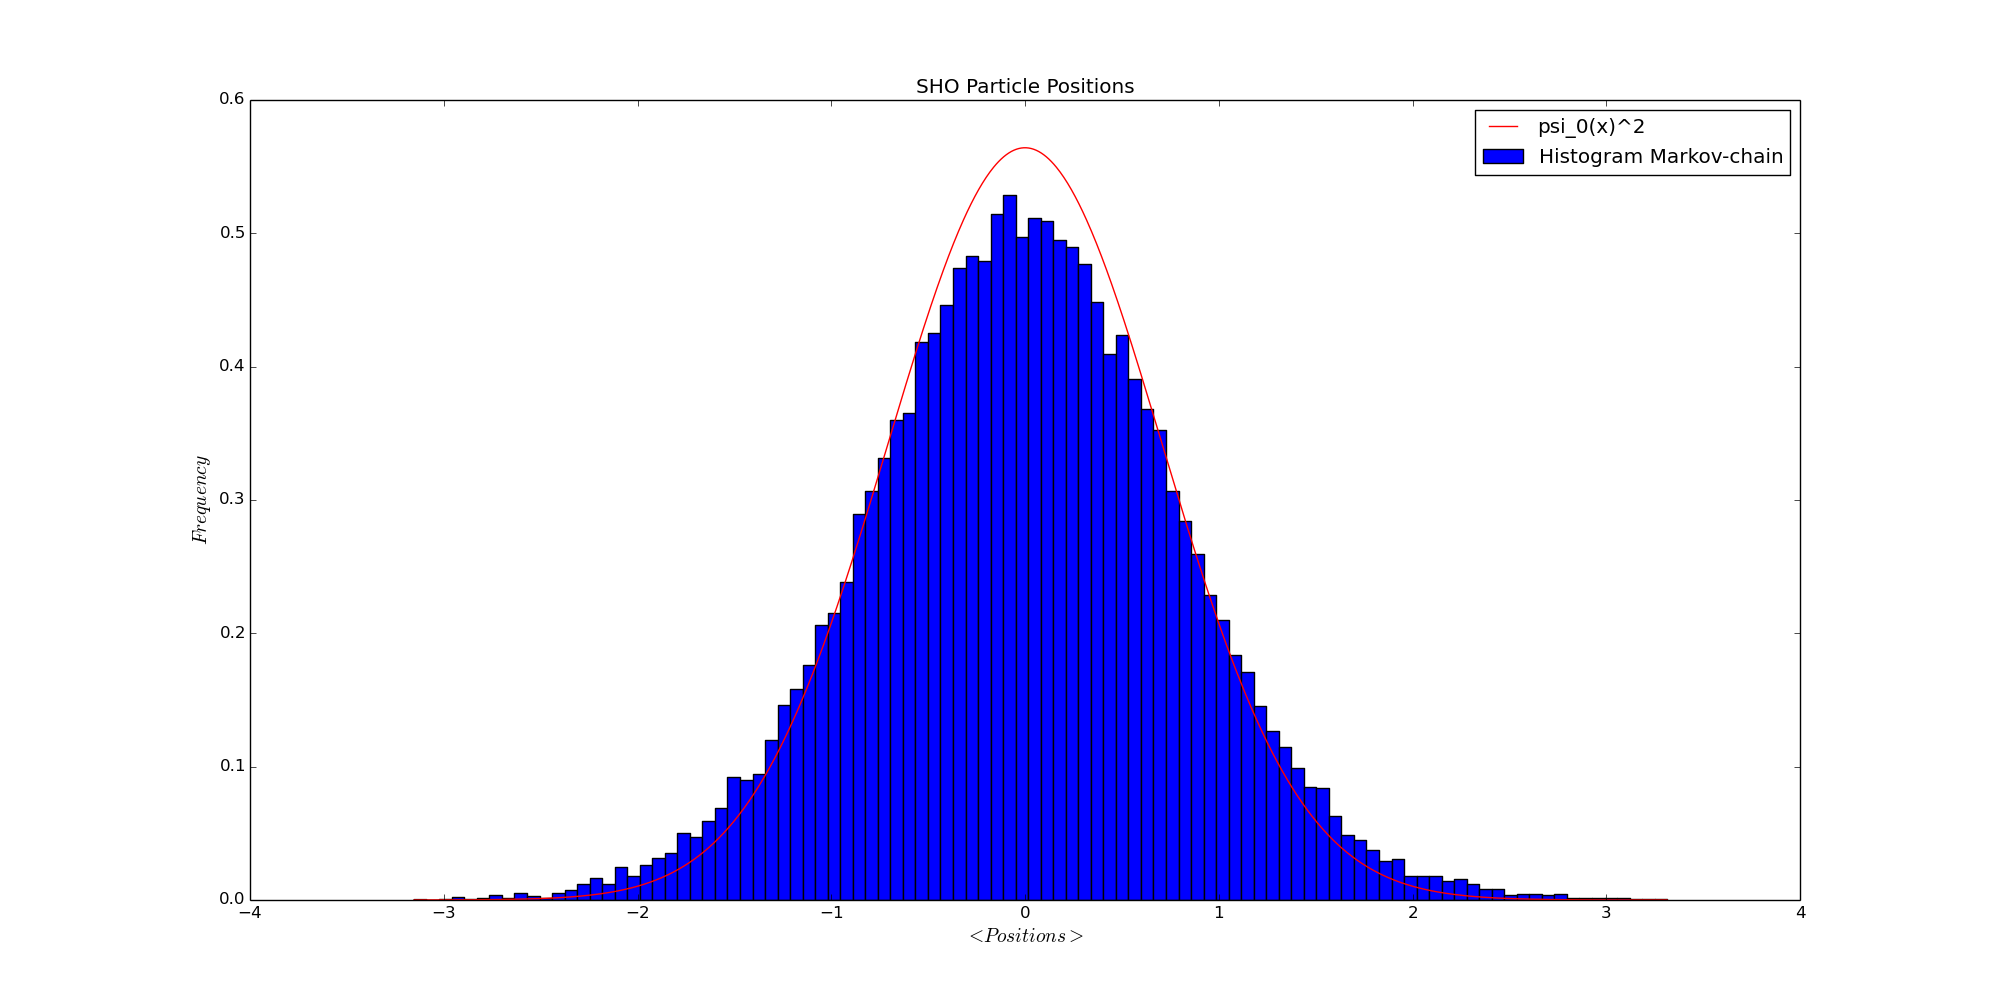 SHO Particle Positions
psi_0(x)^2
Histogram Markov-chain
Frequency
0.6
0.5
0.4
0.3
0.2
0.1
0.0
−4 −3 −2 −1 0 1 2 3 4
<Positions>